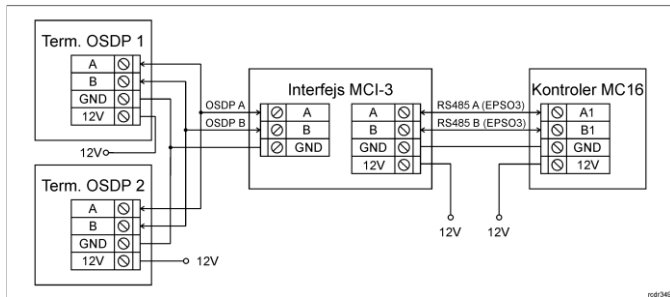 Term. OSDP 1
A
B
GND
12V
12V
Term. OSDP 2
A
B
GND
12V
12V
OSDP A
OSDP B
Interfejs MCI-3
A
B
GND
A
B
GND
12V
12V
RS485 A (EPSO3)
RS485 B (EPSO3)
Kontroler MC16
A1
B1
GND
12V
12V